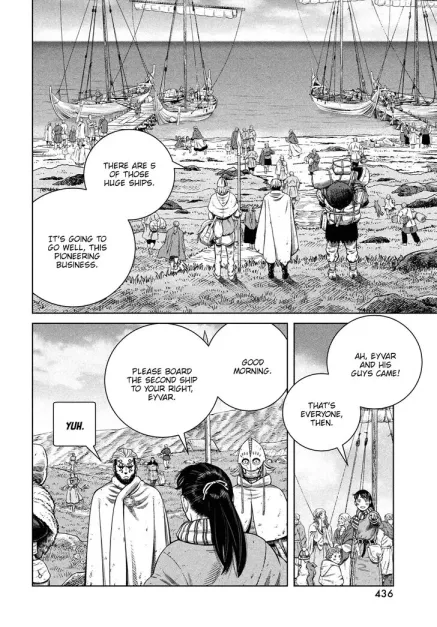 THERE ARE 5
OF THOSE
HUGE SHIPS.
IT'S GOING TO
GO WELL, THIS
PIONEERING
BUSINESS.
AH, EYVAR
AND HIS
GUYS CAME!
THAT'S
EVERYONE,
THEN.
GOOD
MORNING.
PLEASE BOARD
THE SECOND SHIP
TO YOUR RIGHT,
EYVAR.
YUH.
436